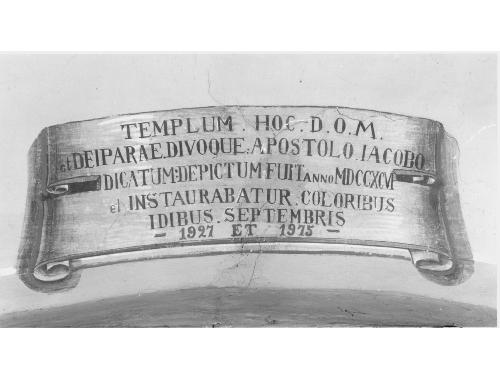 TEMPLUM . HOC . D.O.M.
et DEIPARAE.DIVOQUE.APOSTOLO.IACOBO
DICATUM:DEPICTUM FUIT ANNO MDCCXCVI
et INSTAURABATUR.COLORIBUS
IDIBUS.SEPTEMBRIS
- 1927 ET 1975 -